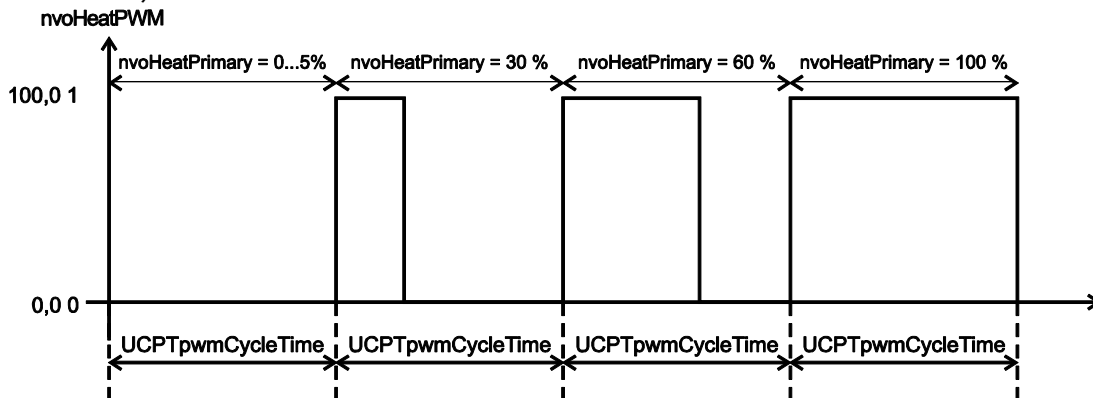 nvoHeatPWM
nvoHeatPrimary = 0...5% nvoHeatPrimary = 30 % nvoHeatPrimary = 60 % nvoHeatPrimary = 100 %
100,0 1
0,0 0
UCPTpwmCycleTime UCPTpwmCycleTime UCPTpwmCycleTime UCPTpwmCycleTime